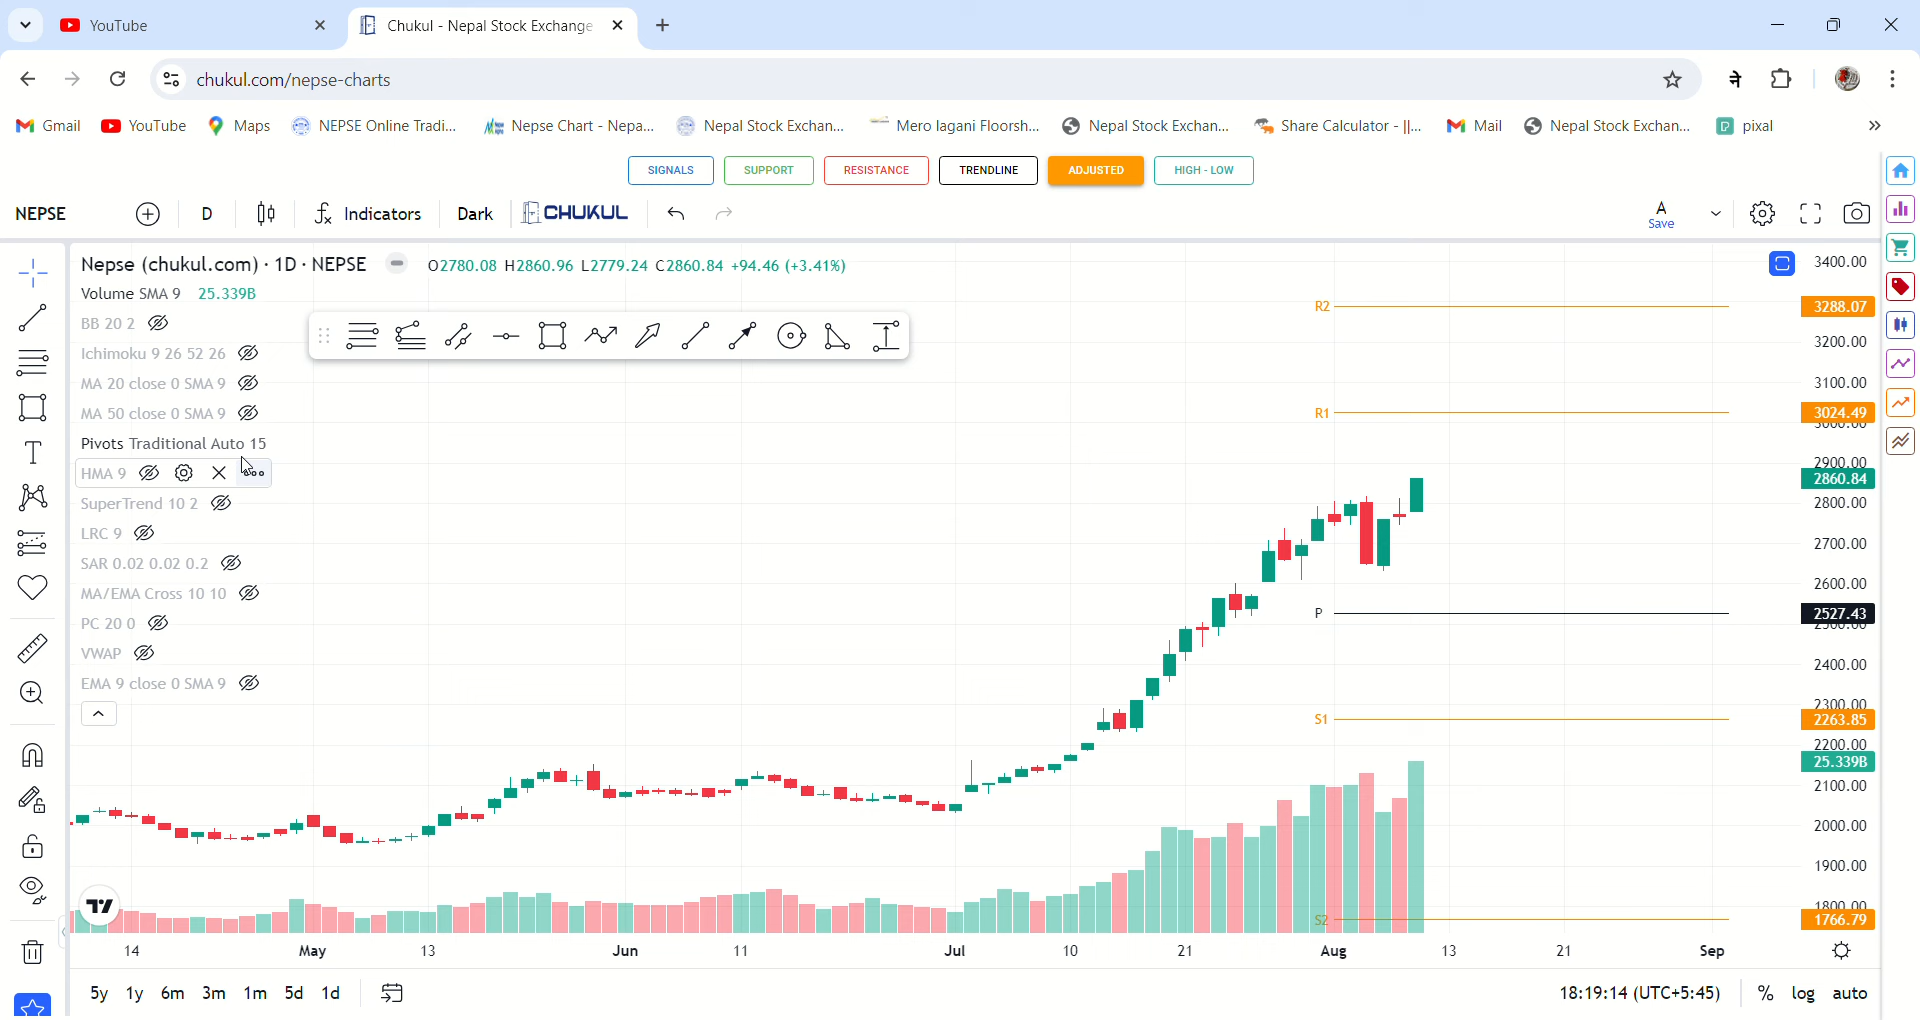 YouTube
Chukul - Nepal Stock Exchange
chukul.com/nepse-charts
ने
Gmail YouTube Maps NEPSE Online Tradi... Nepse Chart - Nepa... Nepal Stock Exchan... Mero lagani Floorsh... Nepal Stock Exchan... Share Calculator - ||... Mail Nepal Stock Exchan... pixal
SIGNALS SUPPORT RESISTANCE TRENDLINE ADJUSTED HIGH - LOW
NEPSE D Indicators Dark CHUKUL A Save
Nepse (chukul.com) · 1D · NEPSE O2780.08 H2860.96 L2779.24 C2860.84 +94.46 (+3.41%)
Volume SMA 9 25.339B
BB 20 2
Ichimoku 9 26 52 26
MA 20 close 0 SMA 9
MA 50 close 0 SMA 9
Pivots Traditional Auto 15
HMA 9
SuperTrend 10 2
LRC 9
SAR 0.02 0.02 0.2
MA/EMA Cross 10 10
PC 20 0
VWAP
EMA 9 close 0 SMA 9
R2
R1
P
S1
S2
3400.00
3288.07
3200.00
3100.00
3024.49
3000.00
2900.00
2860.84
2800.00
2700.00
2600.00
2527.43
2500.00
2400.00
2300.00
2263.85
2200.00
25.339B
2100.00
2000.00
1900.00
1800.00
1766.79
14 May 13 Jun 11 Jul 10 21 Aug 13 21 Sep
5y 1y 6m 3m 1m 5d 1d 18:19:14 (UTC+5:45) % log auto